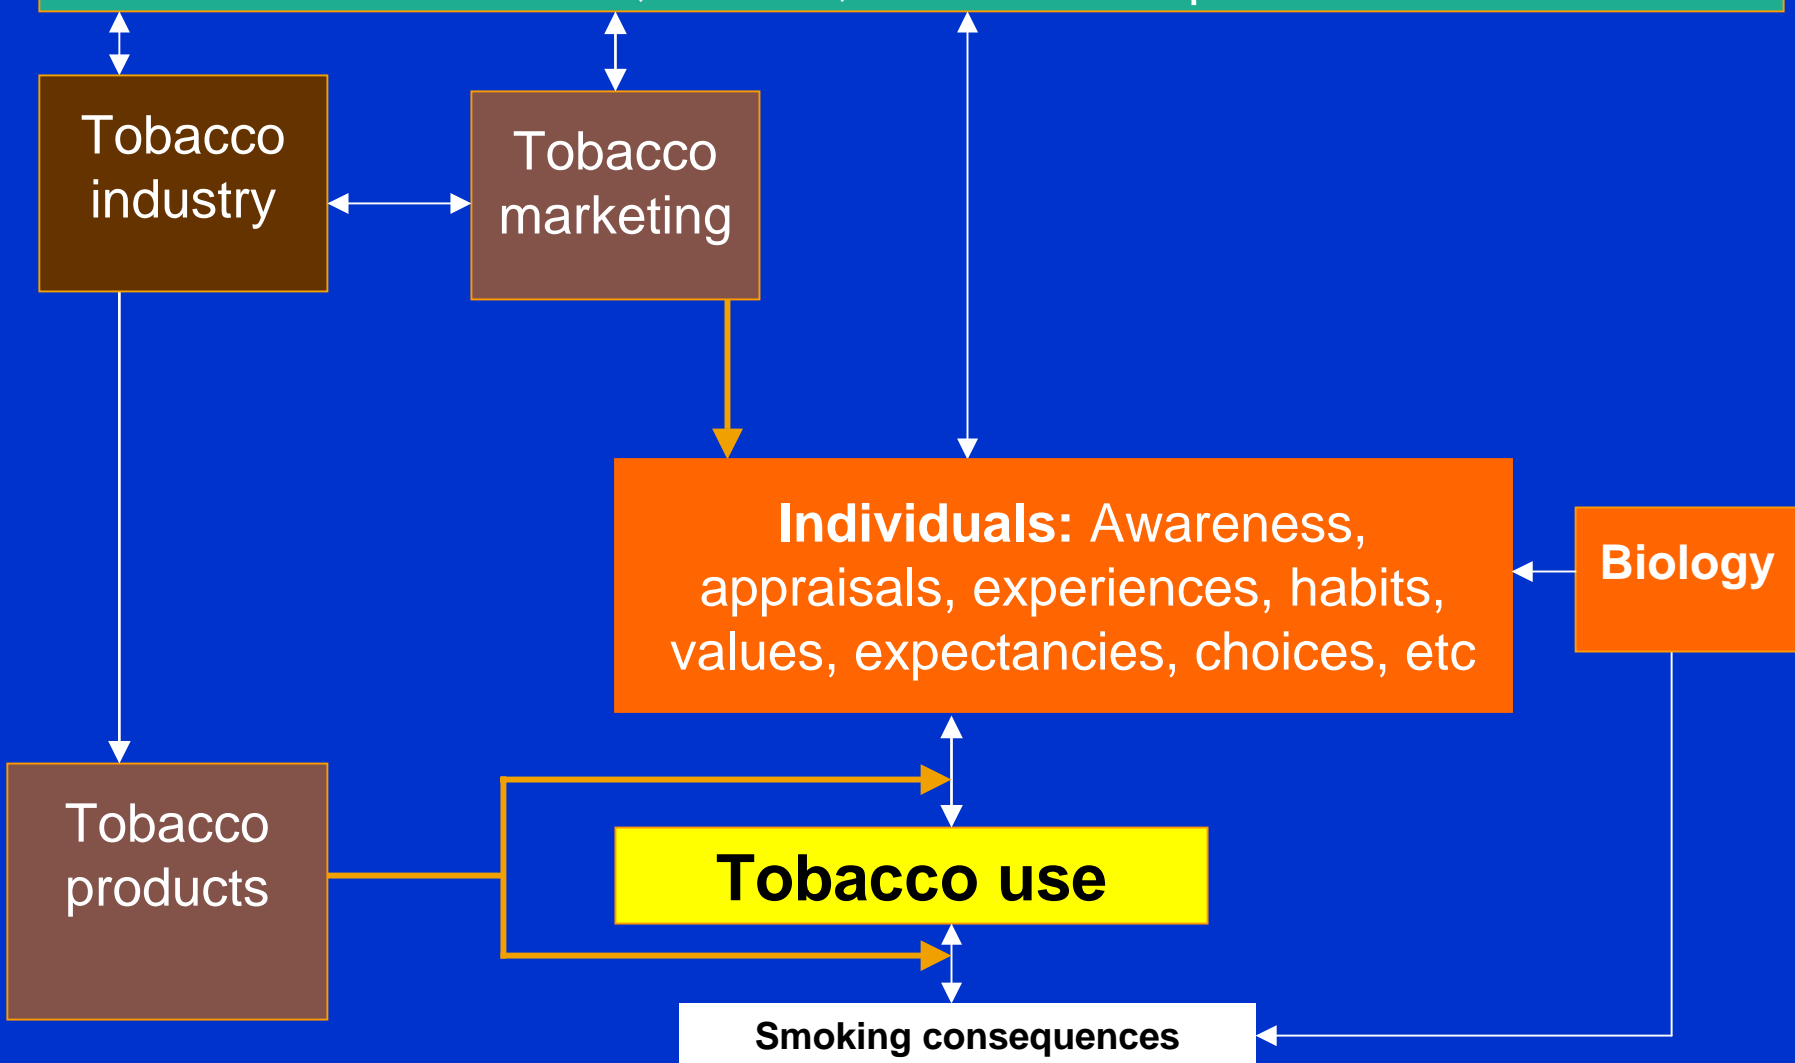 Tobacco
industry
Tobacco
marketing
Individuals: Awareness,
appraisals, experiences, habits,
values, expectancies, choices, etc
Biology
Tobacco
products
Tobacco use
Smoking consequences